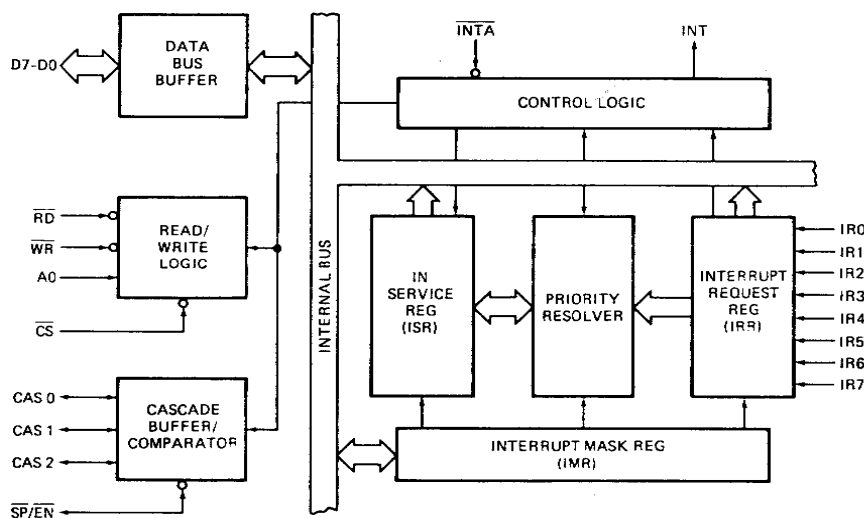 INTA
INT
D7-D0
DATA
BUS
BUFFER
CONTROL LOGIC
RD
WR
A0
CS
READ/
WRITE
LOGIC
INTERNAL BUS
IN
SERVICE
REG
(ISR)
PRIORITY
RESOLVER
INTERRUPT
REQUEST
REG
(IRR)
IR0
IR1
IR2
IR3
IR4
IR5
IR6
IR7
CAS 0
CAS 1
CAS 2
CASCADE
BUFFER/
COMPARATOR
SP/EN
INTERRUPT MASK REG
(IMR)